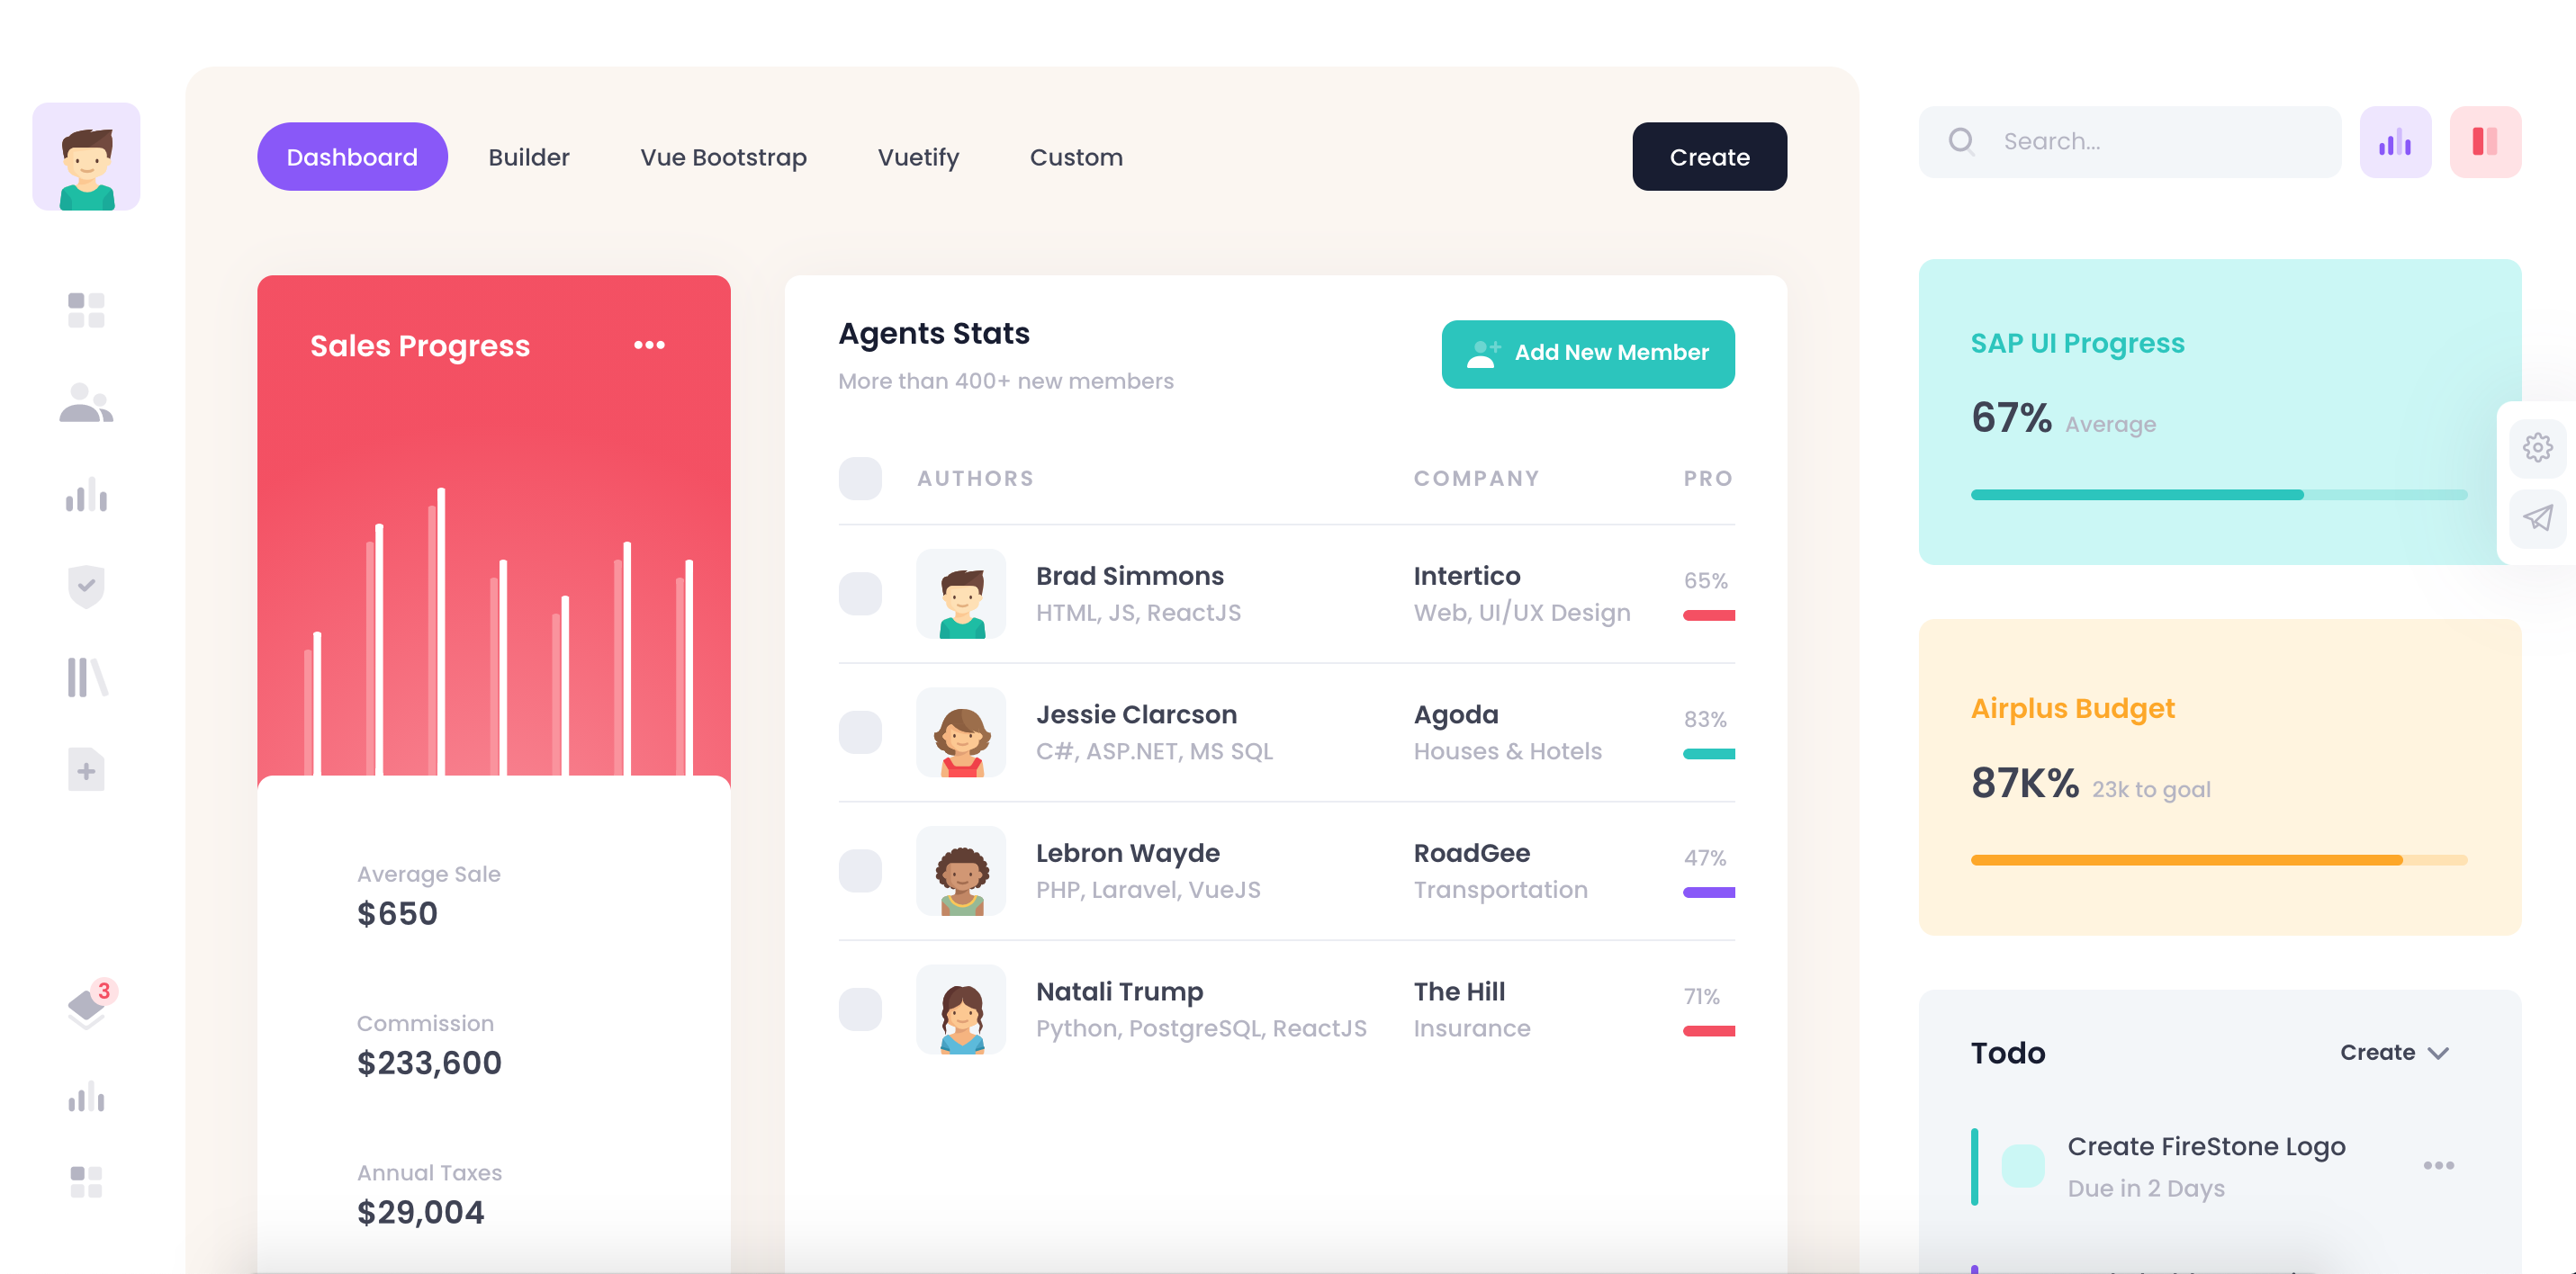 Dashboard
Builder
Vue Bootstrap
Vuetify
Custom
Create
Search...
Sales Progress
Average Sale
$650
Commission
$233,600
Annual Taxes
$29,004
Agents Stats
More than 400+ new members
Add New Member
AUTHORS COMPANY PRO
Brad Simmons Intertico 65%
HTML, JS, ReactJS Web, UI/UX Design
Jessie Clarcson Agoda 83%
C#, ASP.NET, MS SQL Houses & Hotels
Lebron Wayde RoadGee 47%
PHP, Laravel, VueJS Transportation
Natali Trump The Hill 71%
Python, PostgreSQL, ReactJS Insurance
SAP UI Progress
67% Average
Airplus Budget
87K% 23k to goal
Todo
Create
Create FireStone Logo
Due in 2 Days
3